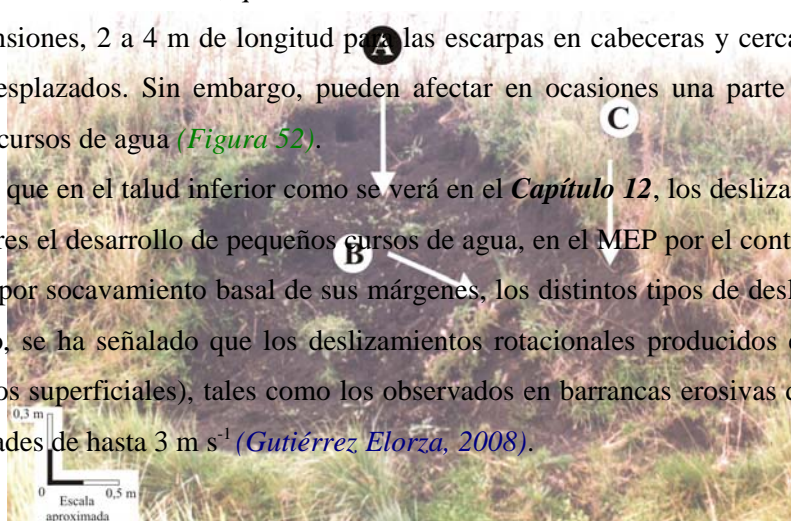 nsiones, 2 a 4 m de longitud para las escarpas en cabeceras y cerca
A
esplazados. Sin embargo, pueden afectar en ocasiones una parte
C
cursos de agua (Figura 52).
que en el talud inferior como se verá en el Capítulo 12, los desliza
res el desarrollo de pequeños cursos de agua, en el MEP por el cont
B
por socavamiento basal de sus márgenes, los distintos tipos de desl
o, se ha señalado que los deslizamientos rotacionales producidos
os superficiales), tales como los observados en barrancas erosivas
ades de hasta 3 m s-1 (Gutiérrez Elorza, 2008).
0,3 m
0 0,5 m
Escala
aproximada